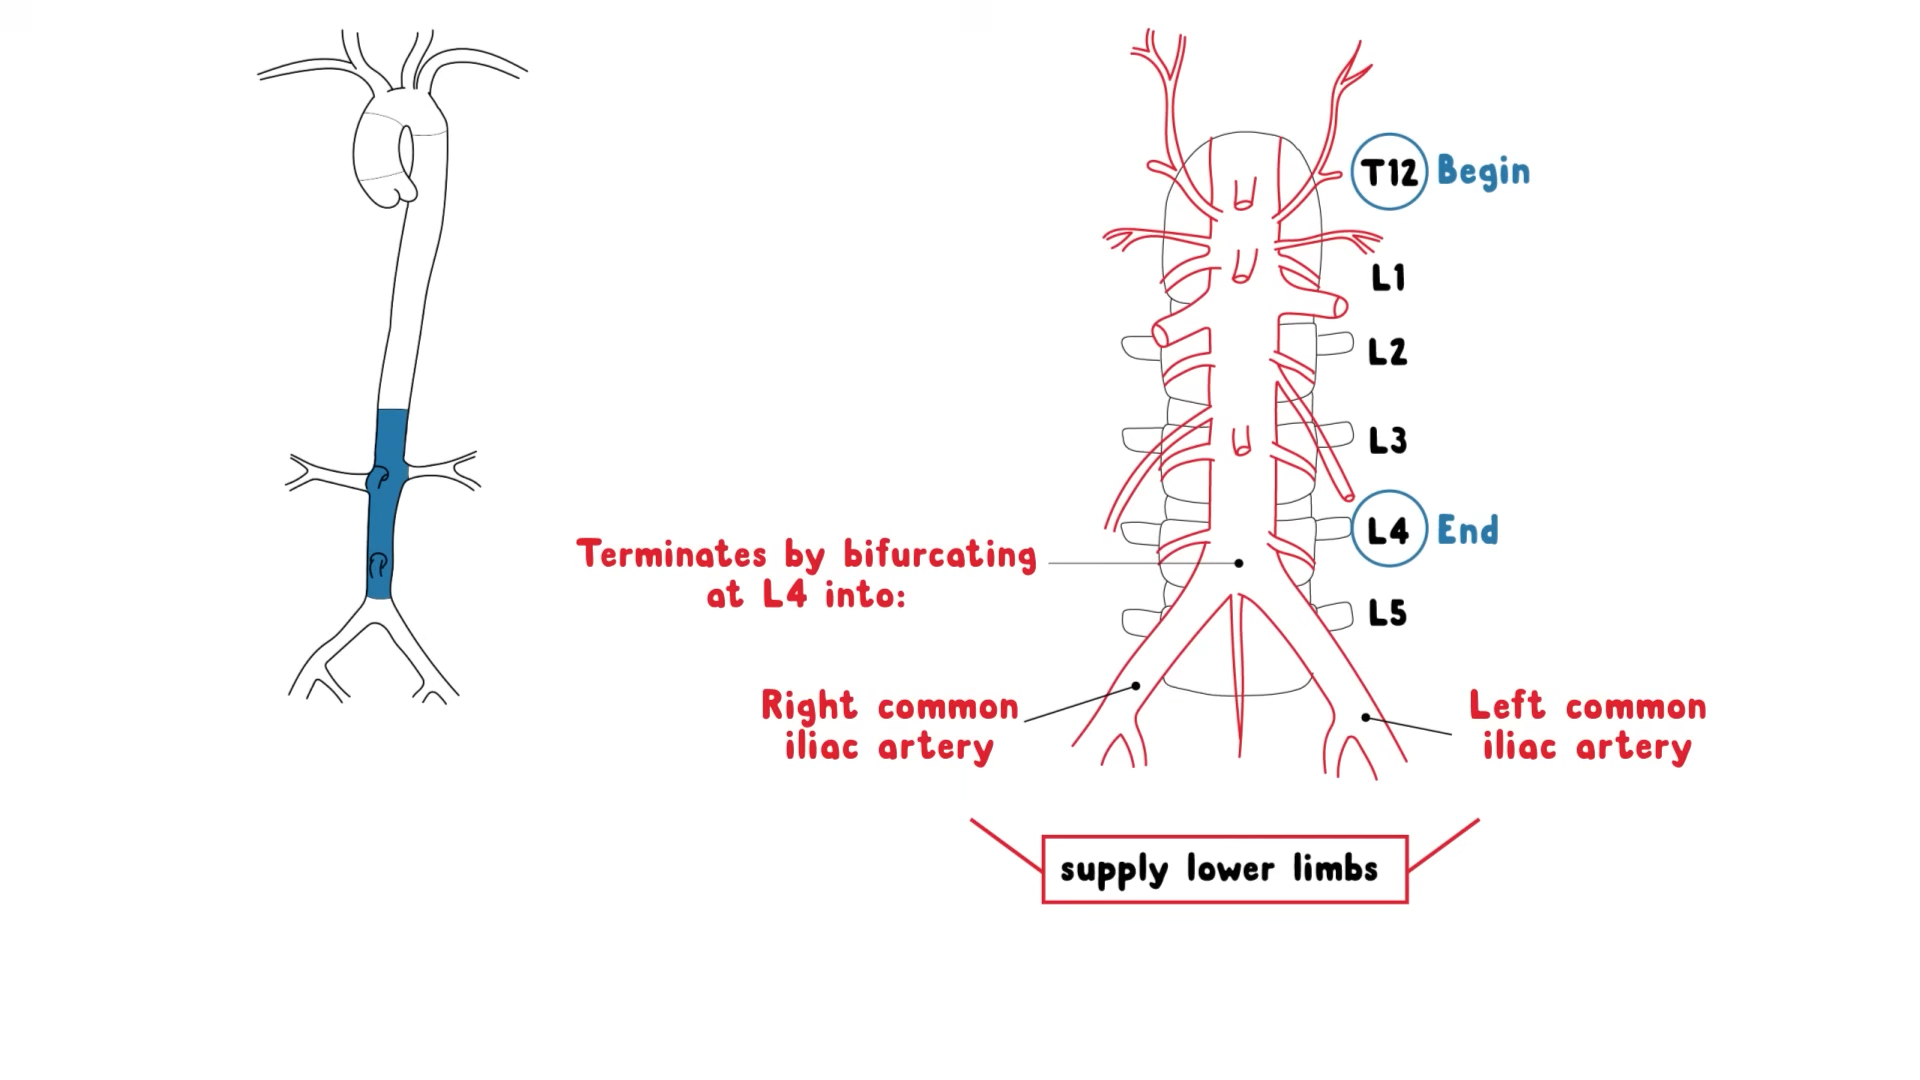 T12 Begin
L1
L2
L3
L4 End
Terminates by bifurcating
at L4 into:
L5
Right common
iliac artery
Left common
iliac artery
supply lower limbs